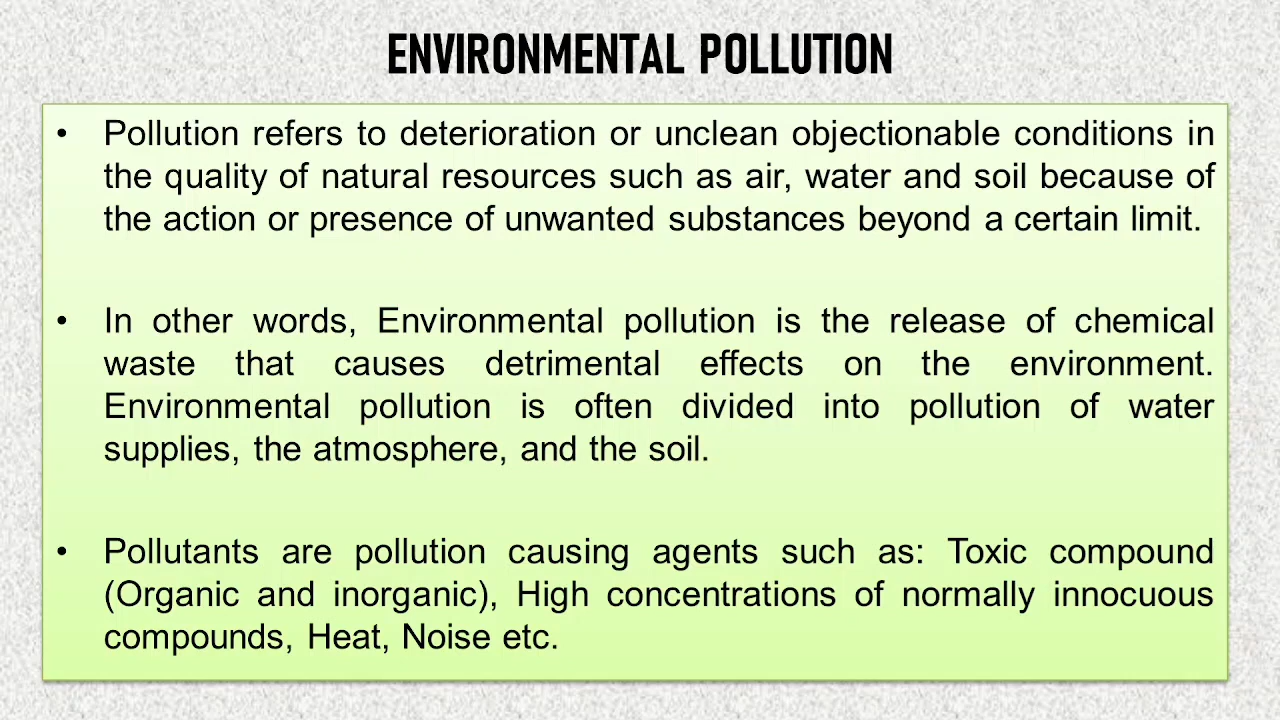 ENVIRONMENTAL POLLUTION
• Pollution refers to deterioration or unclean objectionable conditions in
the quality of natural resources such as air, water and soil because of
the action or presence of unwanted substances beyond a certain limit.
• In other words, Environmental pollution is the release of chemical
waste that causes detrimental effects on the environment.
Environmental pollution is often divided into pollution of water
supplies, the atmosphere, and the soil.
• Pollutants are pollution causing agents such as: Toxic compound
(Organic and inorganic), High concentrations of normally innocuous
compounds, Heat, Noise etc.